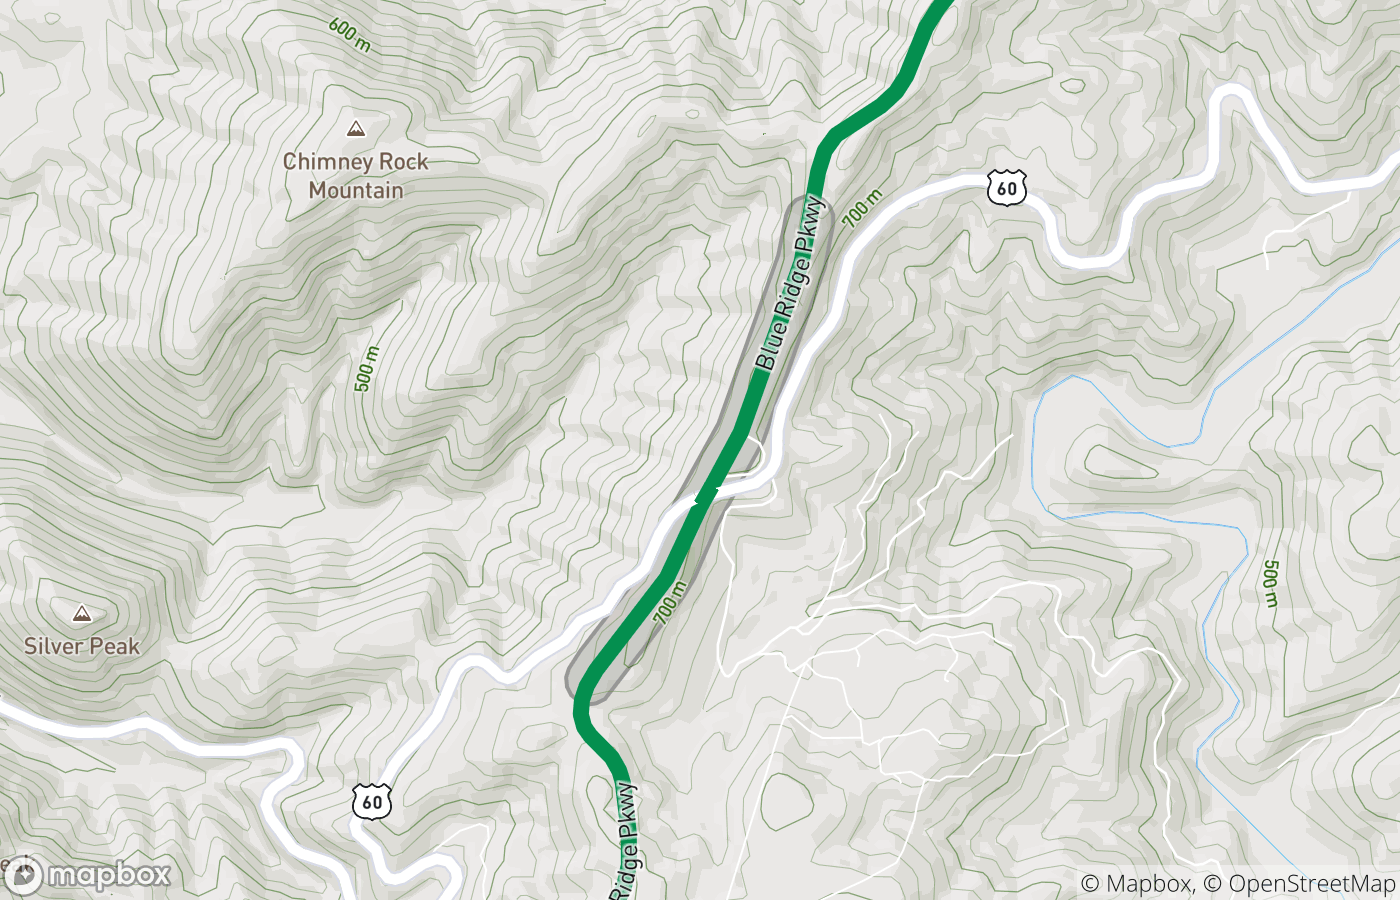 600 m
Chimney Rock
Mountain
60
700 m
Blue Ridge Pkwy
500 m
500 m
700 m
Silver Peak
60
Ridge Pkwy
mapbox
© Mapbox, © OpenStreetMap